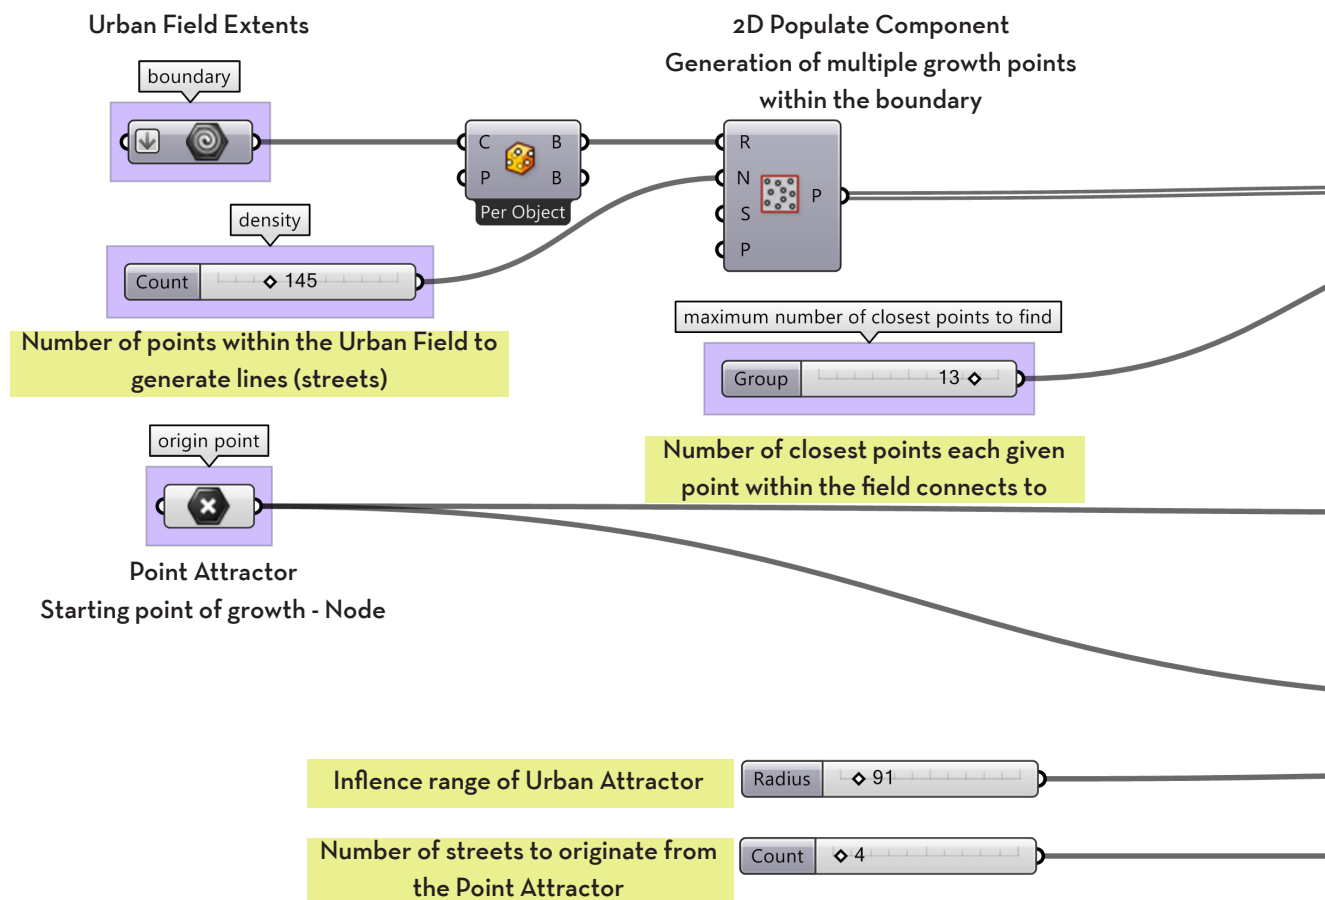 Urban Field Extents
2D Populate Component
Generation of multiple growth points
within the boundary
boundary
C B
P B
Per Object
R
N
S
P
P
density
Count 145
Number of points within the Urban Field to
generate lines (streets)
maximum number of closest points to find
Group 13
Number of closest points each given
point within the field connects to
origin point
Point Attractor
Starting point of growth - Node
Inflence range of Urban Attractor
Radius 91
Number of streets to originate from
the Point Attractor
Count 4